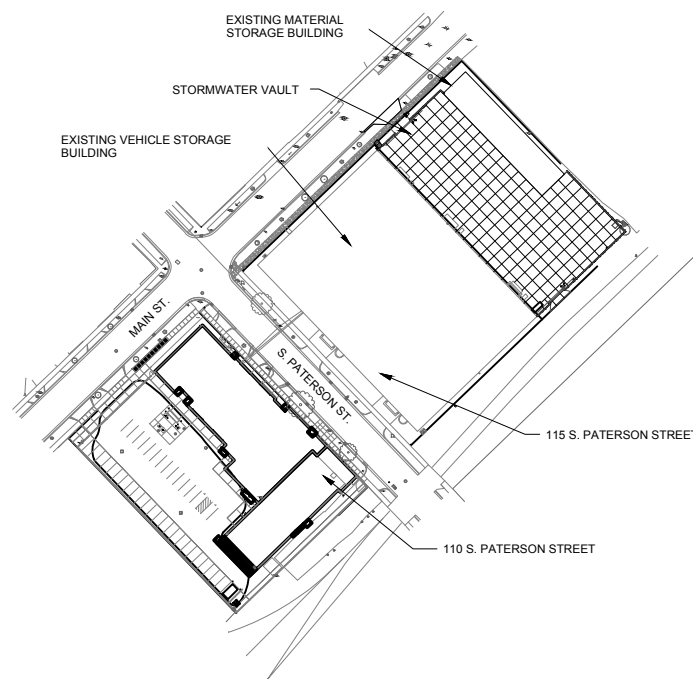 EXISTING MATERIAL
STORAGE BUILDING
STORMWATER VAULT
EXISTING VEHICLE STORAGE
BUILDING
MAIN ST.
S. PATERSON ST.
115 S. PATERSON STREET
110 S. PATERSON STREET